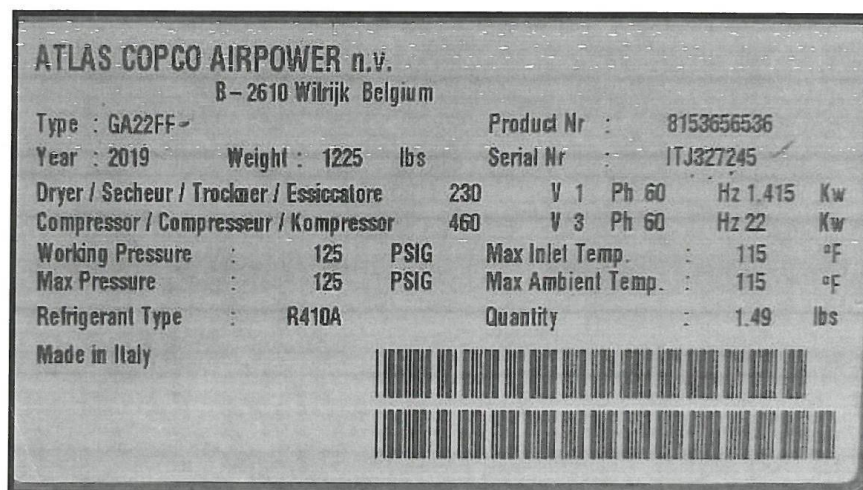 ATLAS COPCO AIRPOWER n.v.
B – 2610 Wilrijk Belgium
Type : GA22FF Product Nr : 8153656536
Year : 2019 Weight : 1225 lbs Serial Nr : ITJ327245
Dryer / Secheur / Trockner / Essiccatore 230 V 1 Ph 60 Hz 1.415 Kw
Compressor / Compresseur / Kompressor 460 V 3 Ph 60 Hz 22 Kw
Working Pressure : 125 PSIG Max Inlet Temp. : 115 °F
Max Pressure : 125 PSIG Max Ambient Temp. : 115 °F
Refrigerant Type : R410A Quantity : 1.49 lbs
Made in Italy